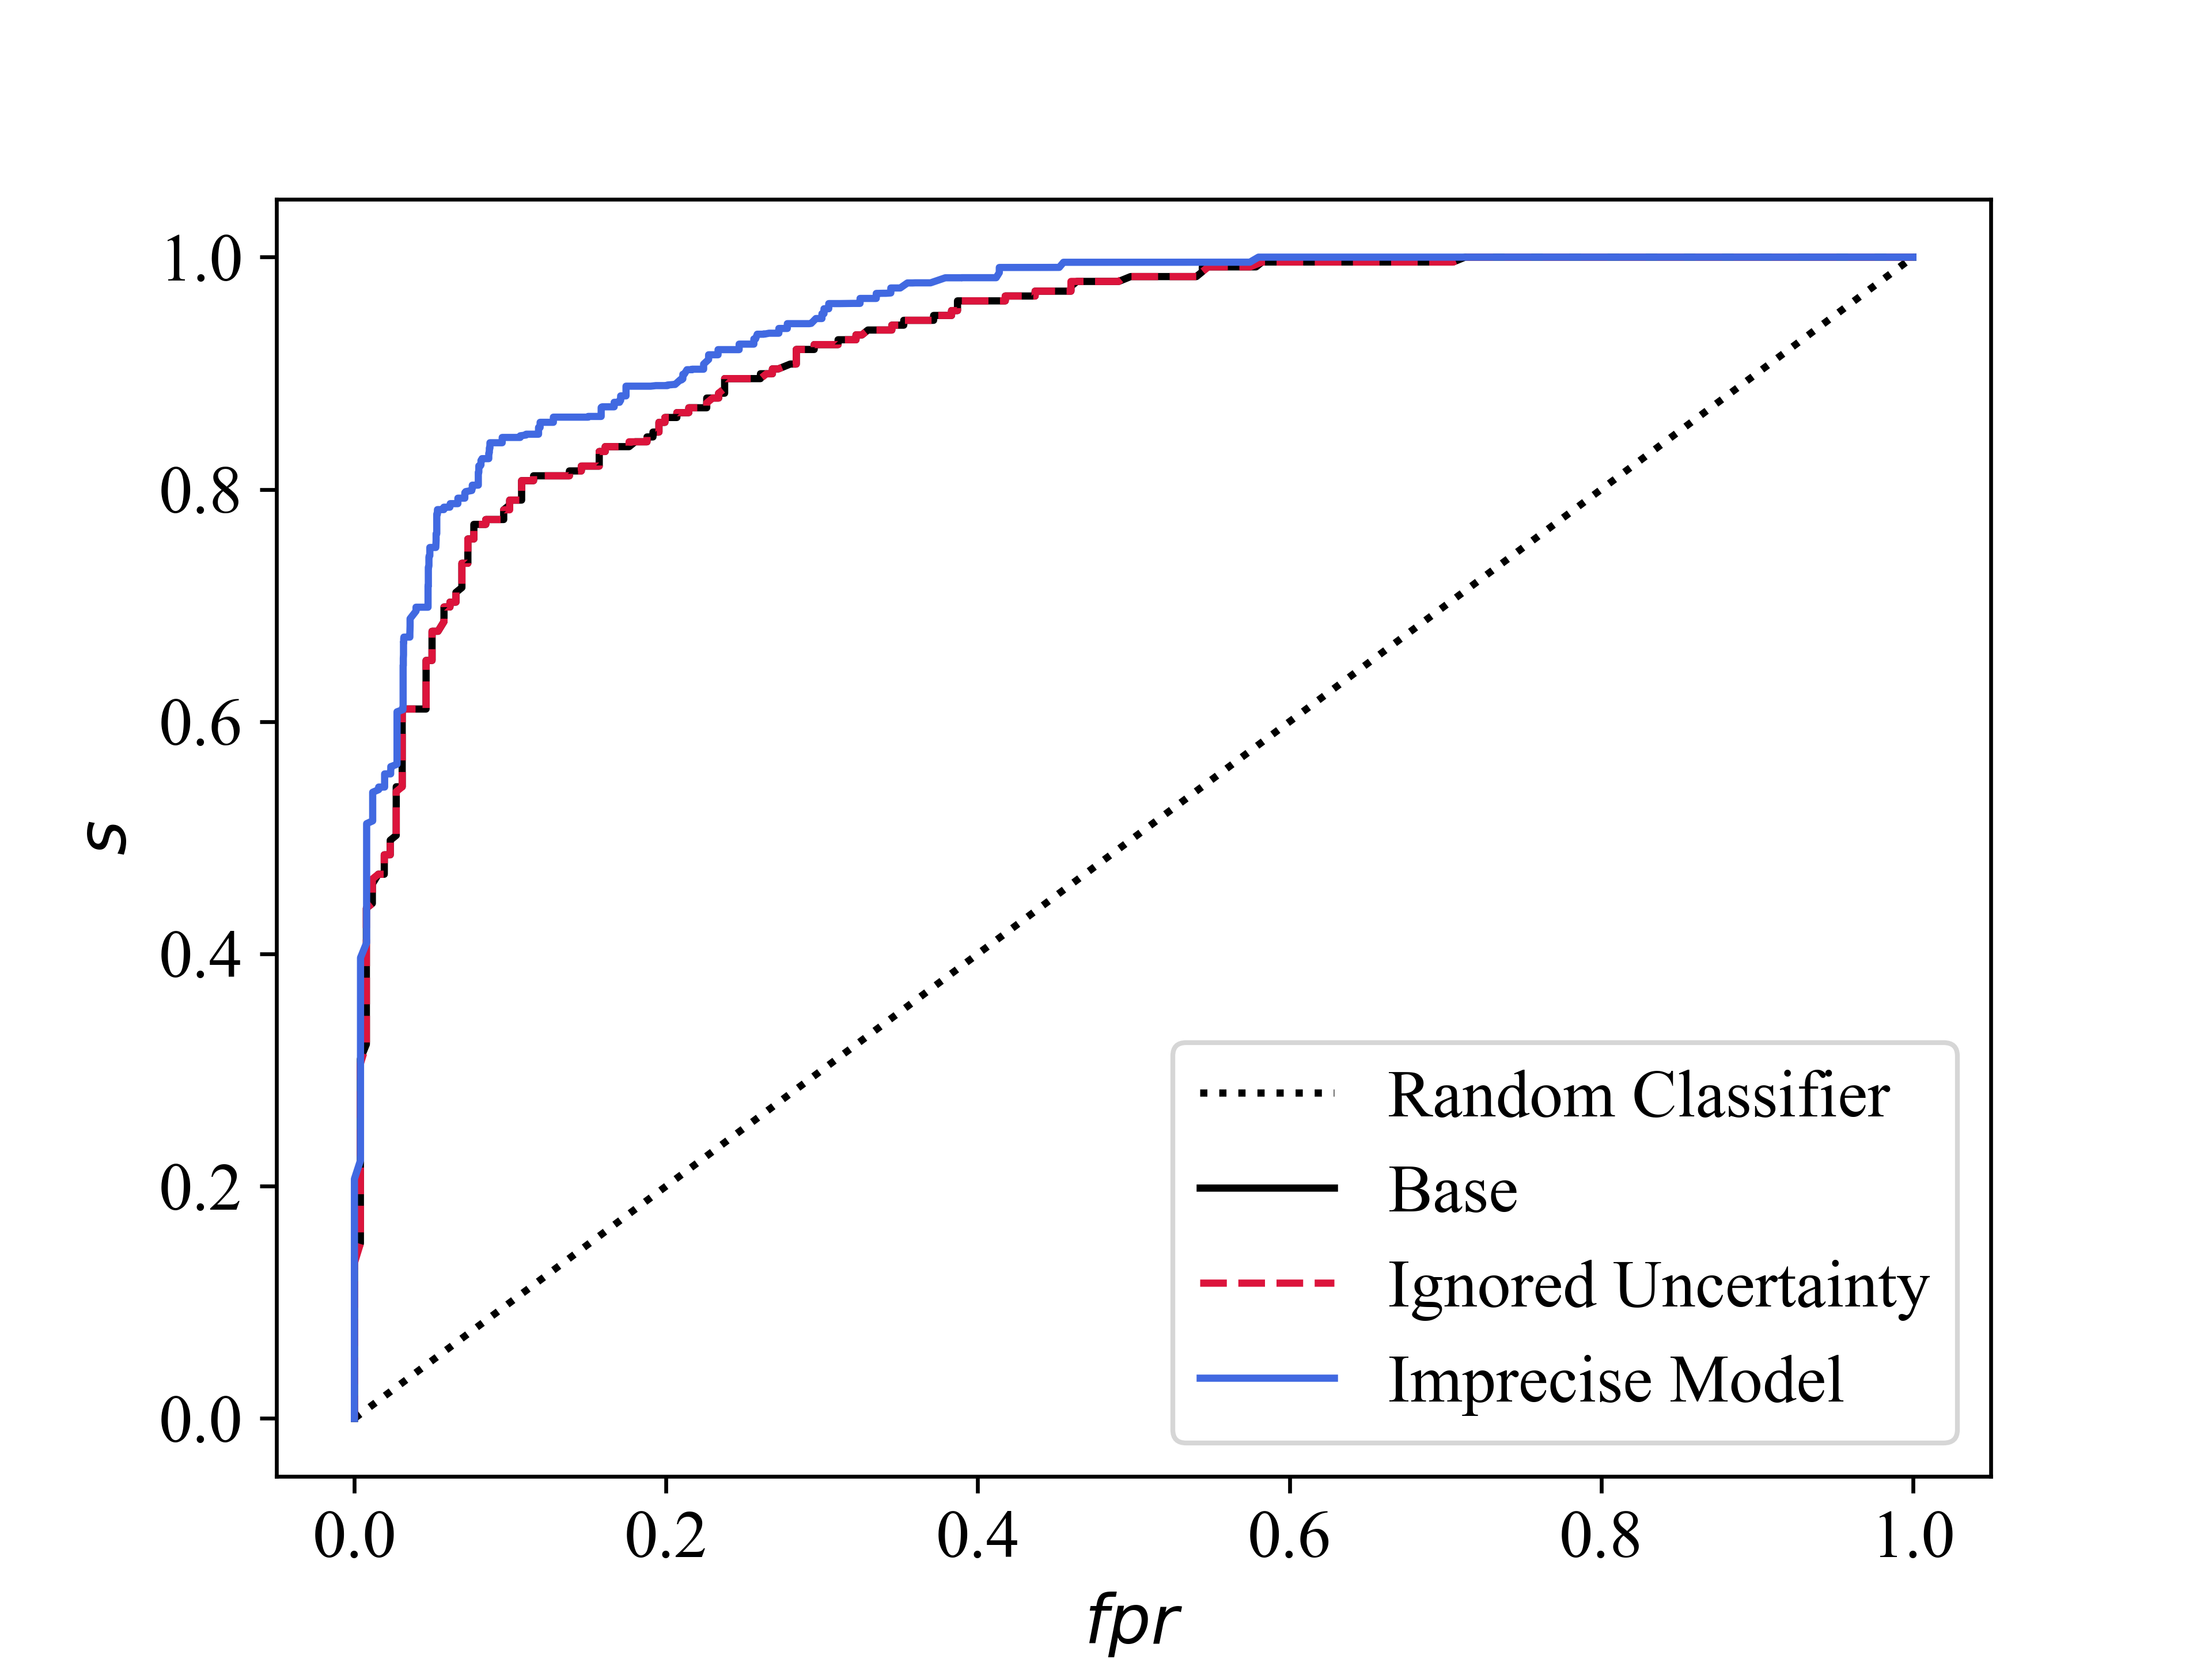 s
1.0
0.8
0.6
0.4
0.2
0.0
0.0 0.2 0.4 0.6 0.8 1.0
fpr
Random Classifier
Base
Ignored Uncertainty
Imprecise Model